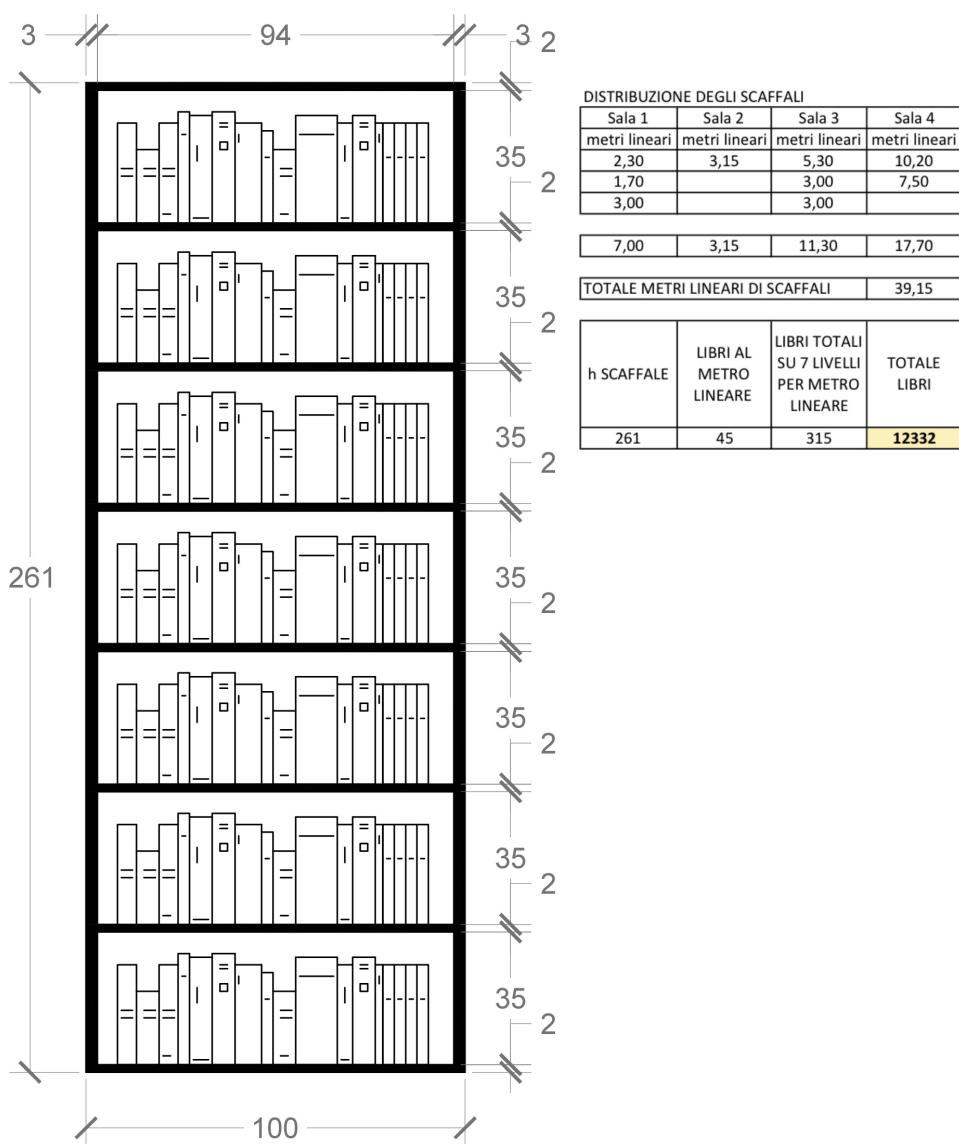 3 94 3 2
261
35
2
35
2
35
2
35
2
35
2
35
2
35
2
100
DISTRIBUZIONE DEGLI SCAFFALI
Sala 1 Sala 2 Sala 3 Sala 4
metri lineari metri lineari metri lineari metri lineari
2,30 3,15 5,30 10,20
1,70 3,00 7,50
3,00 3,00
7,00 3,15 11,30 17,70
TOTALE METRI LINEARI DI SCAFFALI 39,15
h SCAFFALE
LIBRI AL
METRO
LINEARE
LIBRI TOTALI
SU 7 LIVELLI
PER METRO
LINEARE
TOTALE
LIBRI
261 45 315 12332